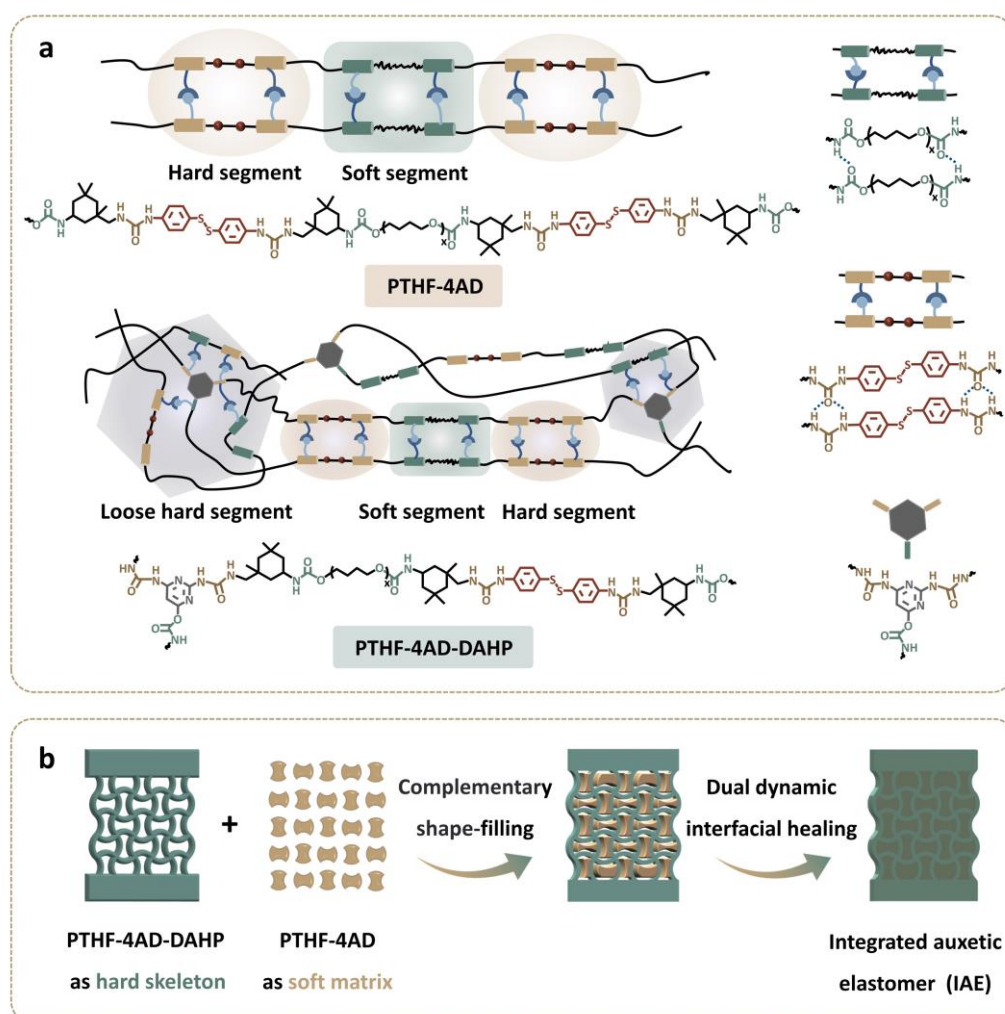 a
Hard segment
Soft segment
PTHF-4AD
Loose hard segment
Soft segment
Hard segment
PTHF-4AD-DAHP
b
+
Complementary
shape-filling
Dual dynamic
interfacial healing
PTHF-4AD-DAHP
as hard skeleton
PTHF-4AD
as soft matrix
Integrated auxetic
elastomer (IAE)